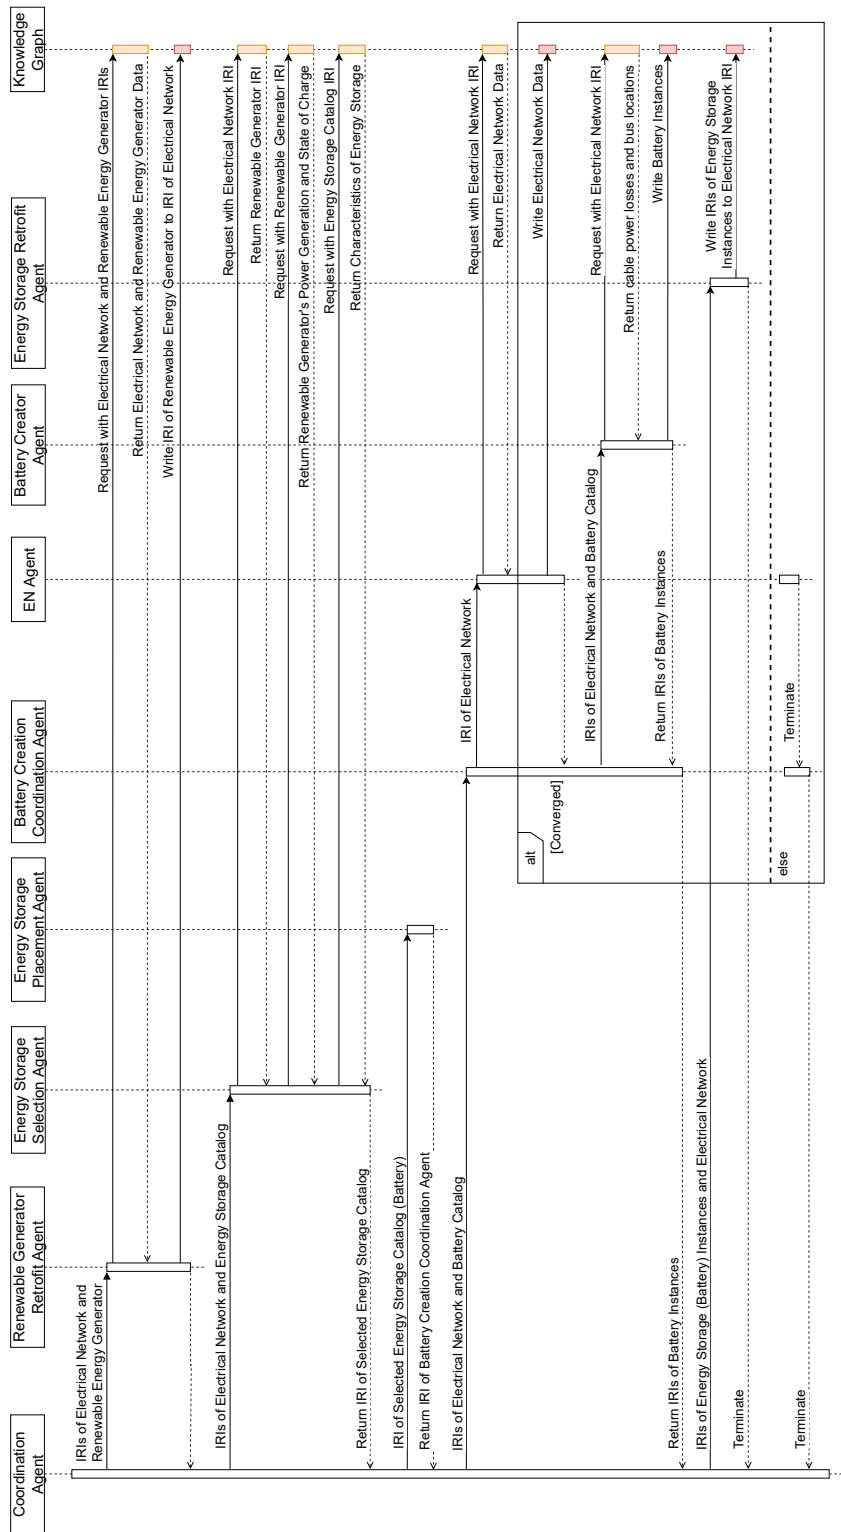 Coordination
Agent
Renewable Generator
Retrofit Agent
Energy Storage
Selection Agent
Energy Storage
Placement Agent
Battery Creation
Coordination Agent
EN Agent
Battery Creator
Agent
Energy Storage Retrofit
Agent
Knowledge
Graph
IRIs of Electrical Network and
Renewable Energy Generator
Request with Electrical Network and Renewable Energy Generator IRIs
Return Electrical Network and Renewable Energy Generator Data
Write IRI of Renewable Energy Generator to IRI of Electrical Network
IRIs of Electrical Network and Energy Storage Catalog
Request with Electrical Network IRI
Return Renewable Generator IRI
Request with Renewable Generator IRI
Return Renewable Generator's Power Generation and State of Charge
Request with Energy Storage Catalog IRI
Return Characteristics of Energy Storage
Return IRI of Selected Energy Storage Catalog
IRI of Selected Energy Storage Catalog (Battery)
Return IRI of Battery Creation Coordination Agent
IRIs of Electrical Network and Battery Catalog
IRI of Electrical Network
Request with Electrical Network IRI
Return Electrical Network Data
alt
[Converged]
Write Electrical Network Data
IRIs of Electrical Network and Battery Catalog
Request with Electrical Network IRI
Return cable power losses and bus locations
Write Battery Instances
Return IRIs of Battery Instances
Return IRIs of Battery Instances
IRIs of Energy Storage (Battery) Instances and Electrical Network
Write IRIs of Energy Storage
Instances to Electrical Network IRI
Terminate
else
Terminate
Terminate